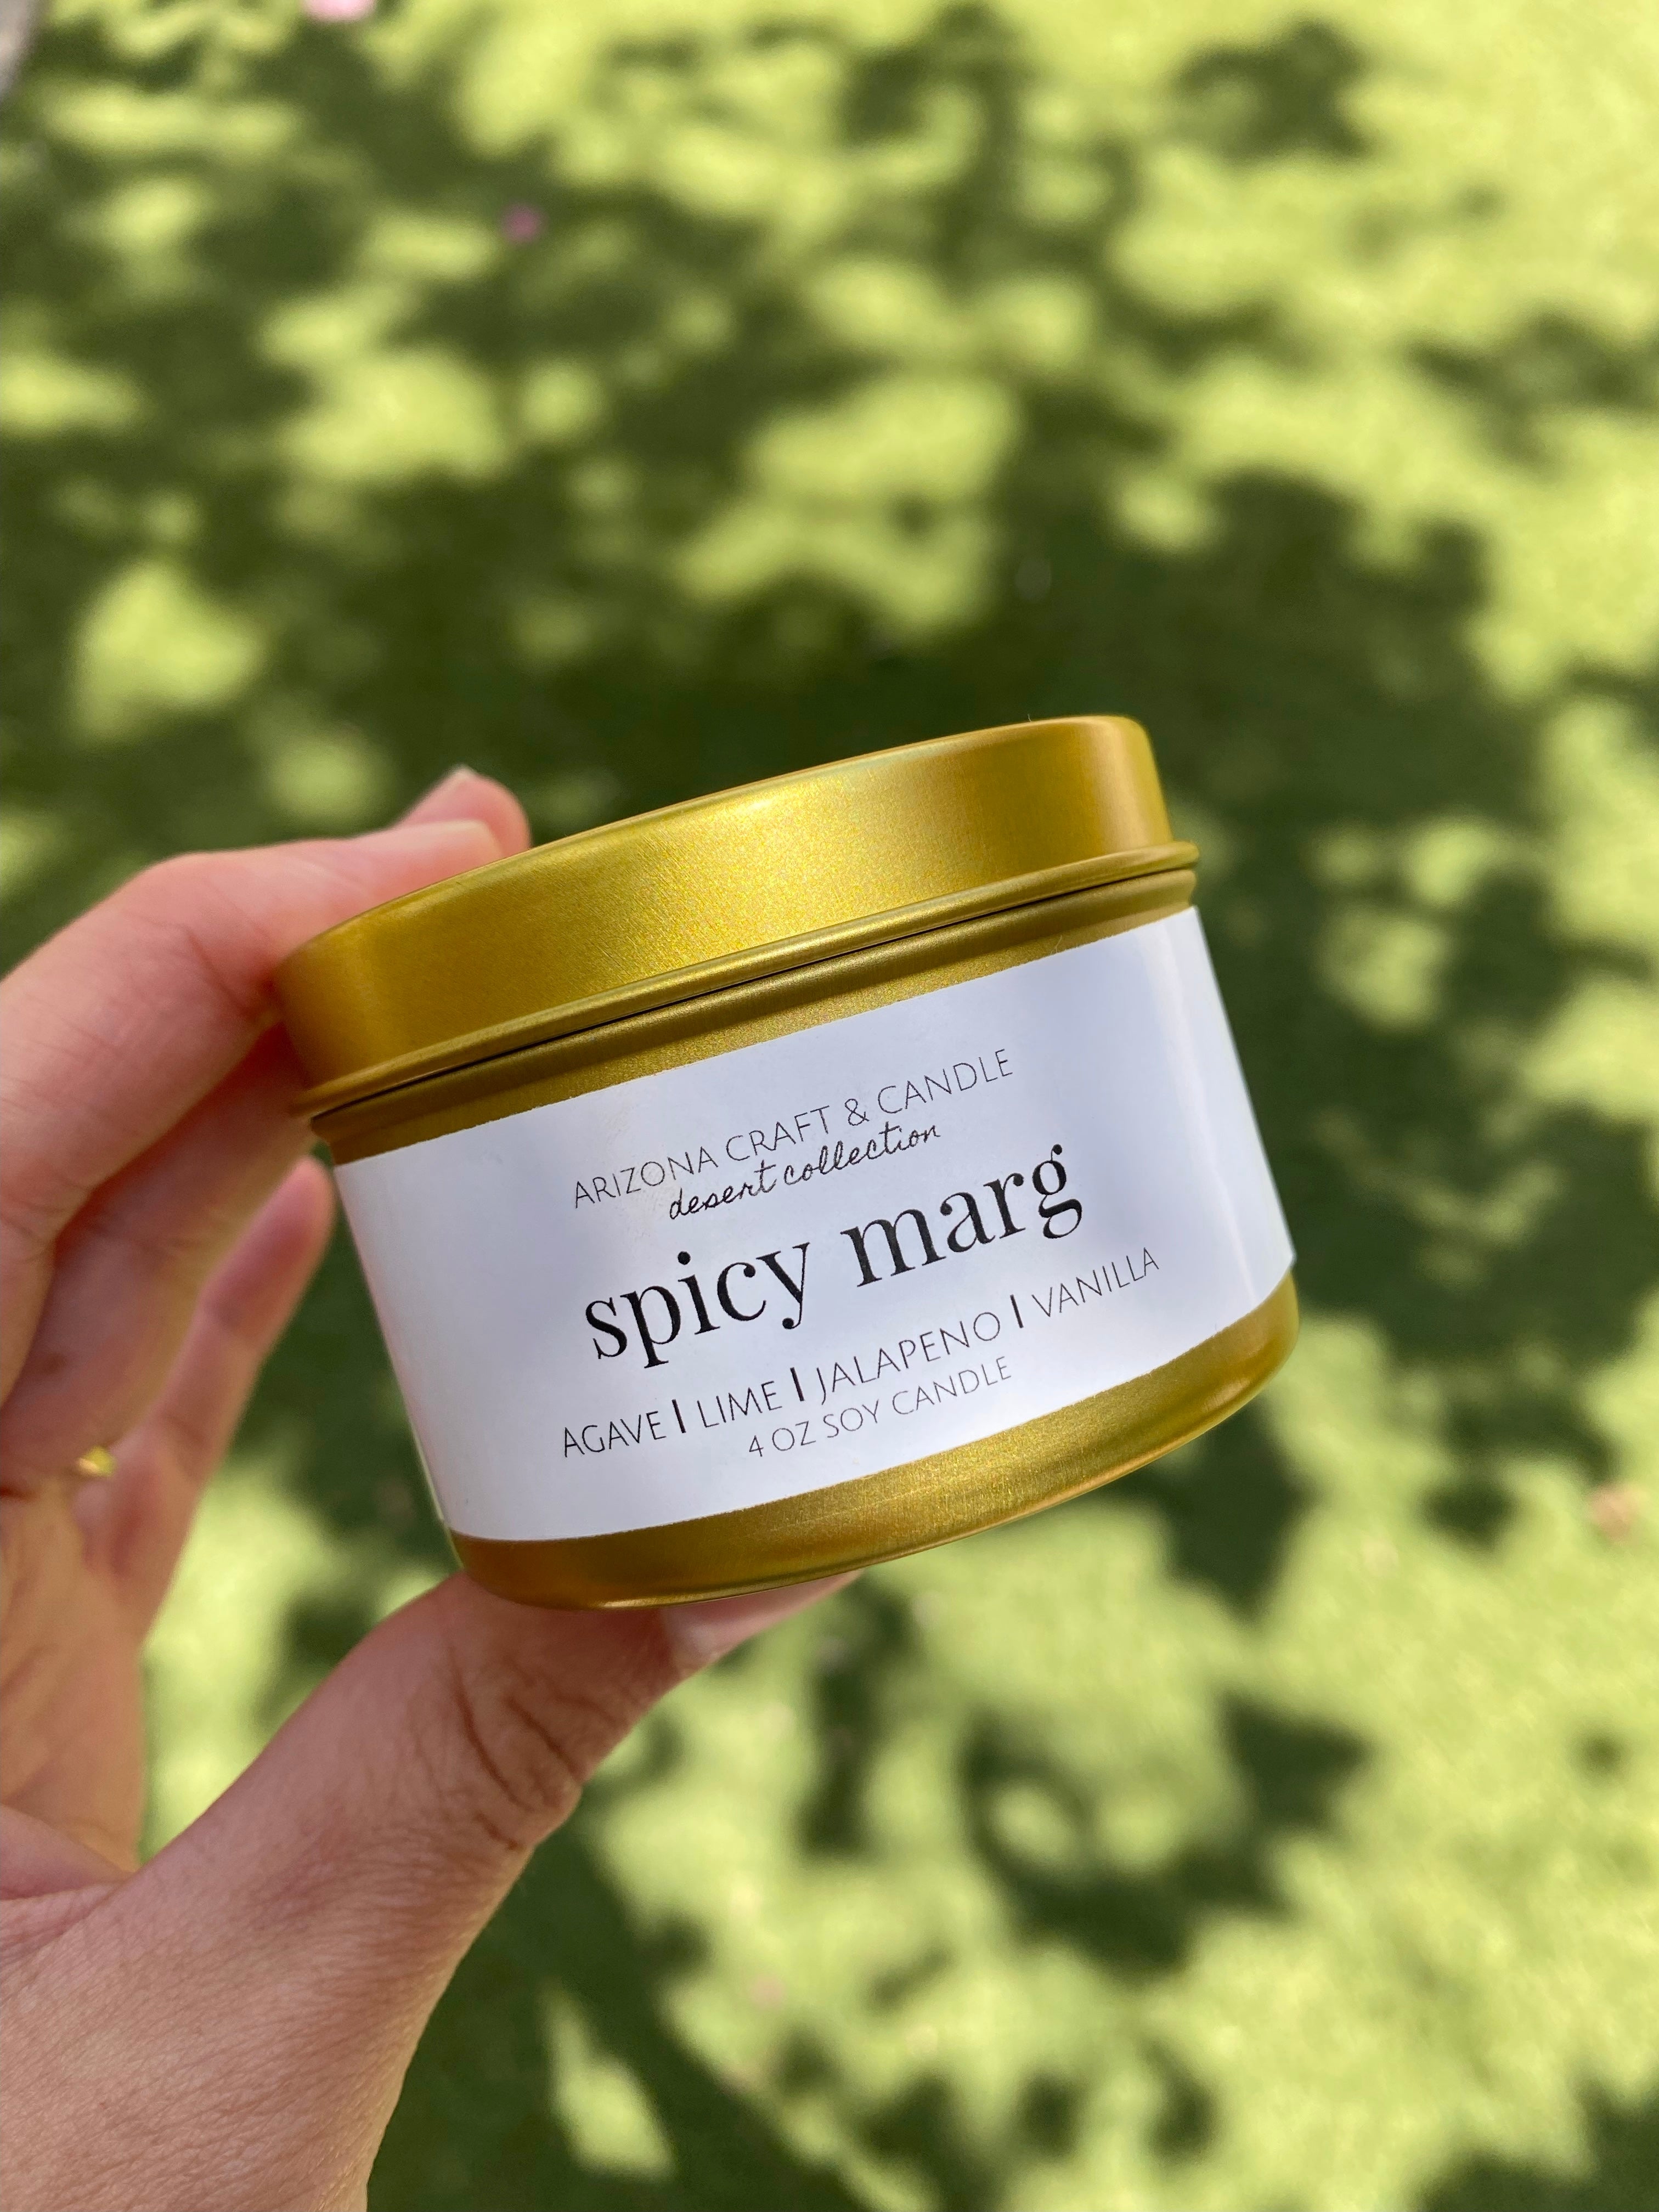 ARIZONA CRAFT & CANDLE
desert collection
spicy marg
AGAVE | LIME | JALAPENO | VANILLA
4 OZ SOY CANDLE